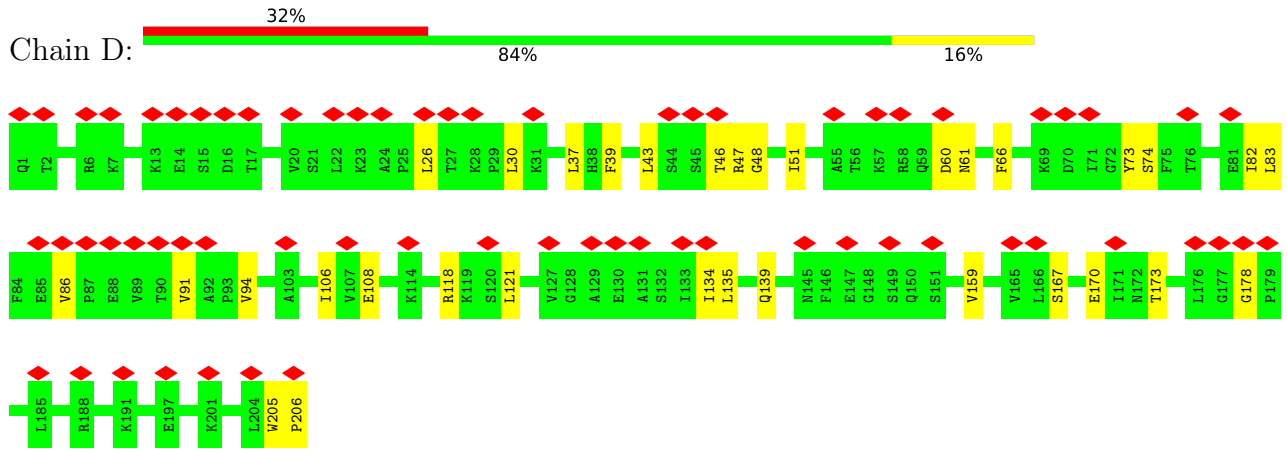 32%
Chain D:
84% 16%
Q1 T2 R6 K7 K13 E14 S15 D16 T17 V20 S21 L22 K23 A24 P25 L26 T27 K28 P29 L30 K31 L37 H38 F39 L43 S44 S45 T46 R47 G48 I51 A55 T56 K57 R58 Q59 D60 N61 F66 K69 D70 I71 G72 Y73 S74 F75 T76 E81 I82 L83
F84 E85 V86 P87 E88 V89 T90 V91 A92 P93 V94 A103 I106 V107 E108 K114 R118 K119 S120 L121 V127 G128 A129 E130 A131 S132 I133 I134 L135 Q139 N145 F146 E147 G148 S149 Q150 S151 V159 V165 L166 S167 E170 I171 N172 T173 L176 G177 G178 P179
L185 R188 K191 E197 K201 L204 W205 P206